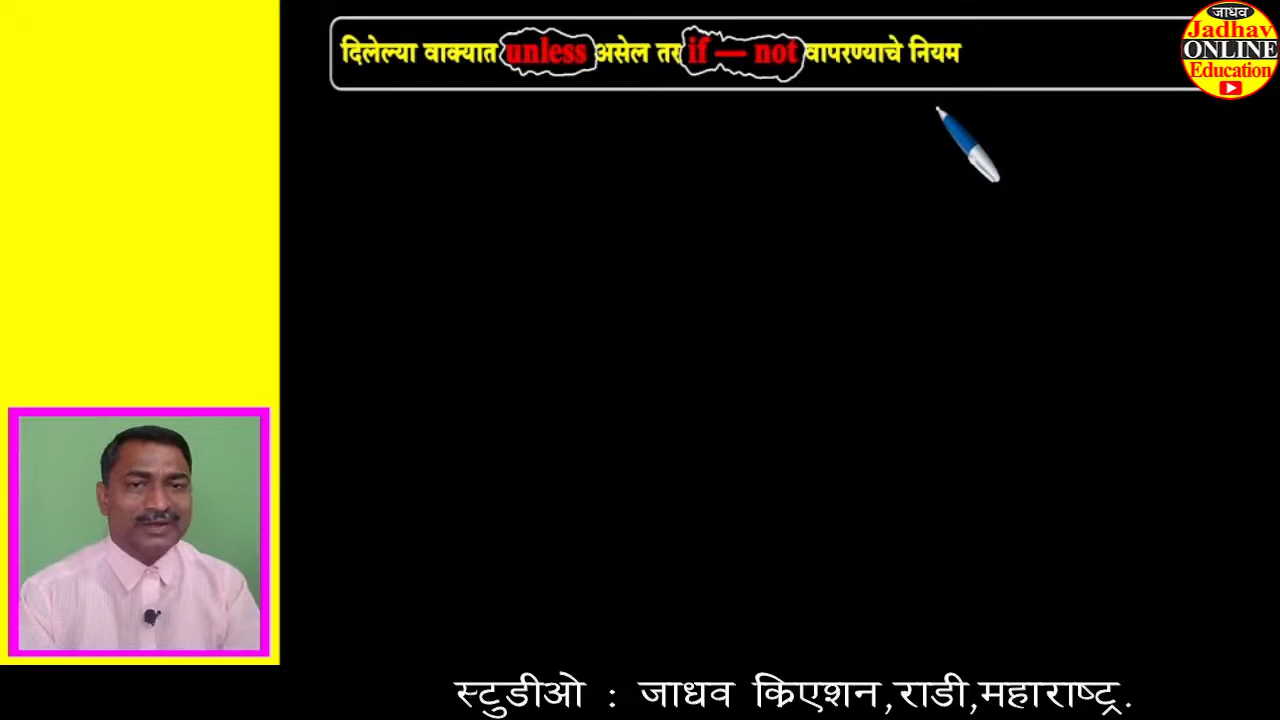 दिलेल्या वाक्यात unless असेल तर if — not वापरण्याचे नियम
जाधव
Jadhav
ONLINE
Education
स्टुडीओ : जाधव क्रिएशन,राडी,महाराष्ट्र.